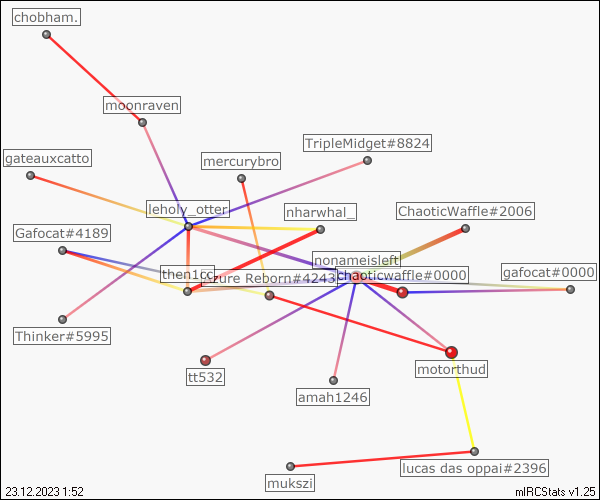 chobham.
moonraven
TripleMidget#8824
gateauxcatto
mercurybro
leholy_otter
nharwhal_
ChaoticWaffle#2006
Gafocat#4189
nonameisleft
then1cc
zure Reborn#4243
chaoticwaffle#0000
gafocat#0000
Thinker#5995
motorthud
tt532
amah1246
lucas das oppai#2396
mukszi
23.12.2023 1:52
mIRCStats v1.25